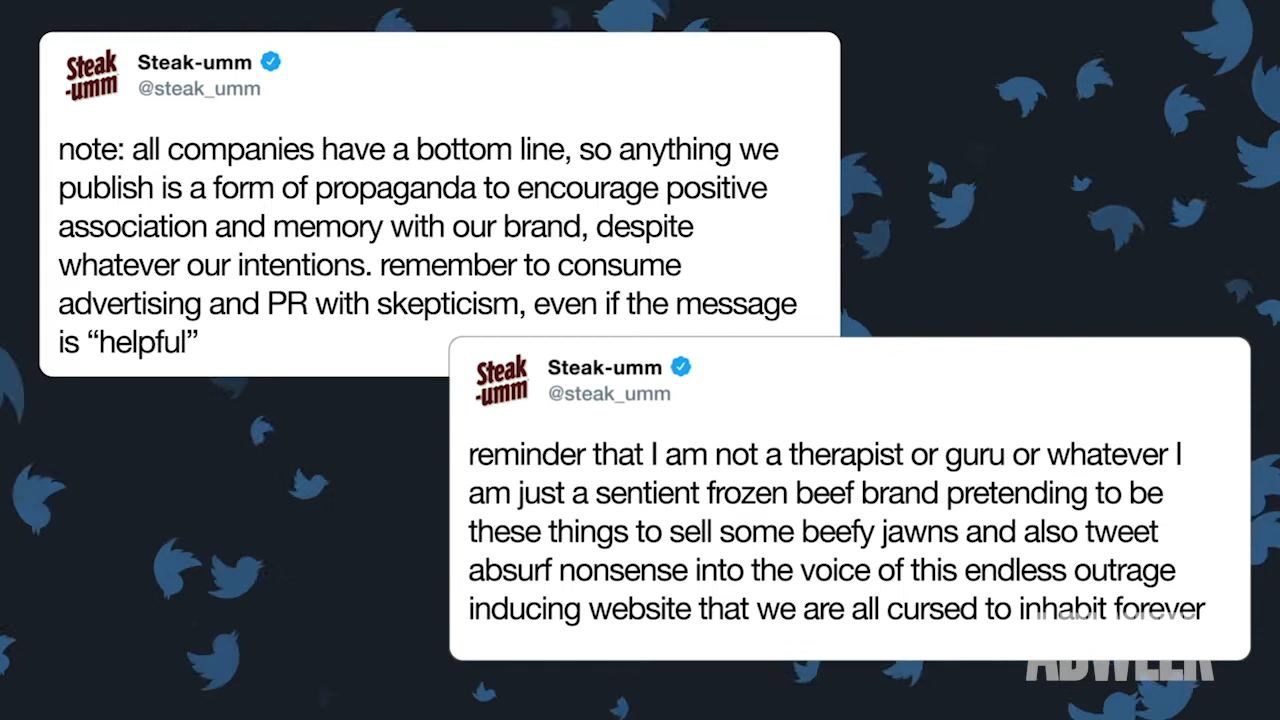 Steak
-umm
Steak-umm
@steak_umm
note: all companies have a bottom line, so anything we
publish is a form of propaganda to encourage positive
association and memory with our brand, despite
whatever our intentions. remember to consume
advertising and PR with skepticism, even if the message
is “helpful”
Steak
-umm
Steak-umm
@steak_umm
reminder that I am not a therapist or guru or whatever I
am just a sentient frozen beef brand pretending to be
these things to sell some beefy jawns and also tweet
absurf nonsense into the voice of this endless outrage
inducing website that we are all cursed to inhabit forever
ADWEEK